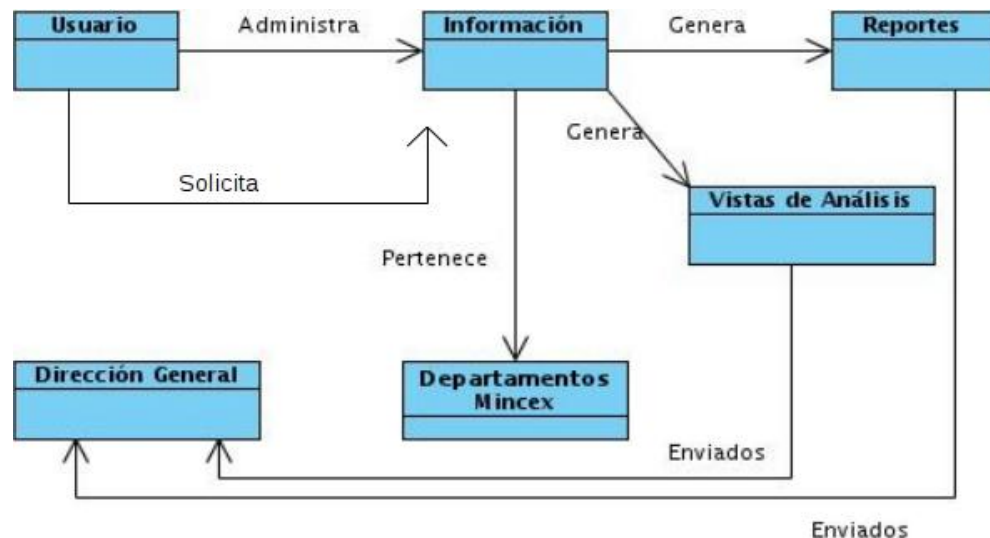 Usuario
Administra
Información
Genera
Reportes
Genera
Solicita
Vistas de Análisis
Pertenece
Dirección General
Departamentos
Mincex
Enviados
Enviados